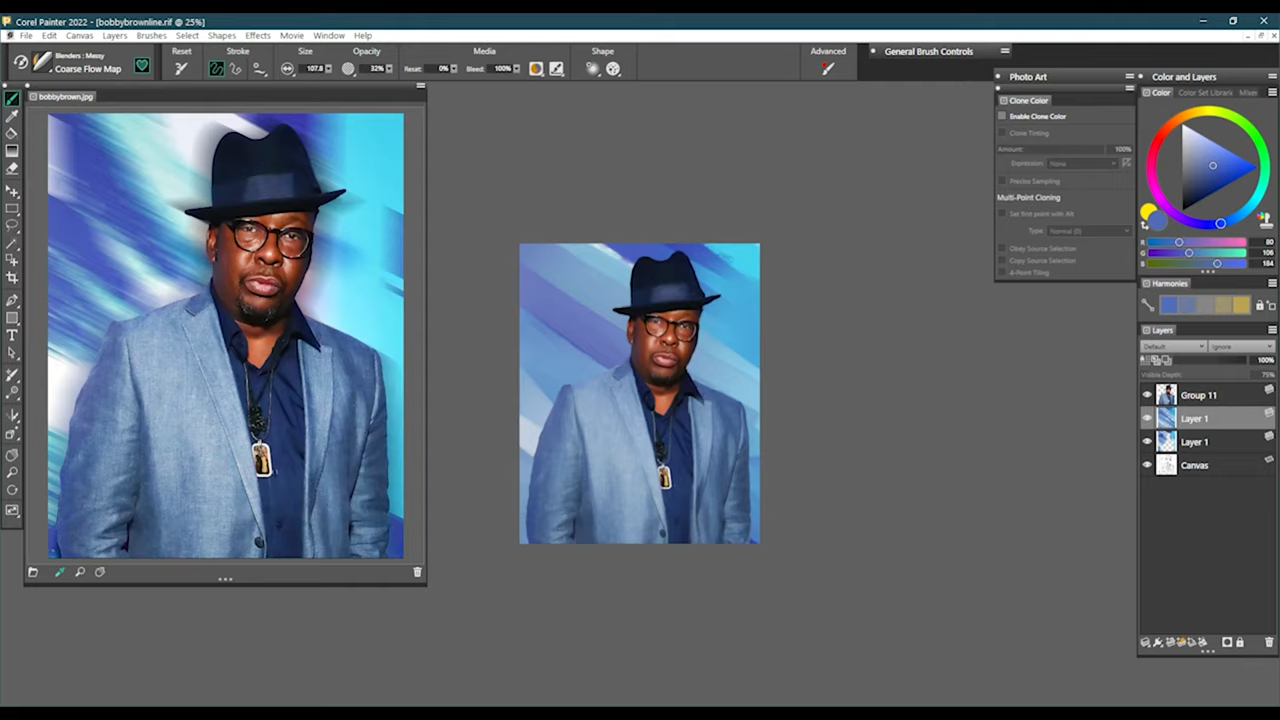 Corel Painter 2022 - [bobbybrownline.rif @ 25%]
File Edit Canvas Layers Brushes Select Shapes Effects Movie Window Help
Blenders : Messy
Coarse Flow Map
Reset Stroke Size Opacity Media Shape Advanced
107.8 32% Reset: 0% Bleed: 100%
General Brush Controls
bobbybrown.jpg
Photo Art
Clone Color
Enable Clone Color
Clone Tinting
Amount: 100%
Expression: None
Precise Sampling
Multi-Point Cloning
Set first point with Alt
Type: Normal (0)
Obey Source Selection
Copy Source Selection
4-Point Tiling
Color and Layers
Color Color Set Librari Mixer
R 80
G 106
B 184
Harmonies
Layers
Default Ignore
100%
Visible Depth: 75%
Group 11
Layer 1
Layer 1
Canvas